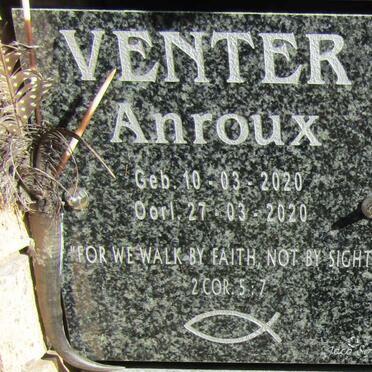 VENTER
Anroux
Geb. 10 - 03 - 2020
Oorl. 27 - 03 - 2020
"FOR WE WALK BY FAITH, NOT BY SIGHT
2 COR. 5 : 7